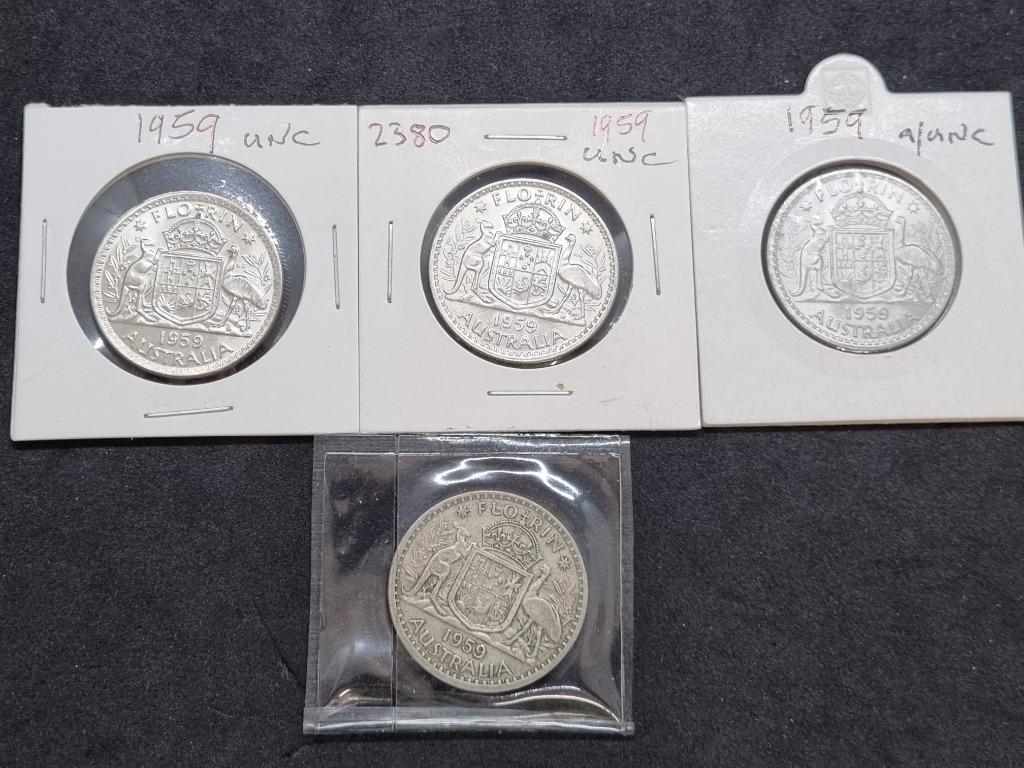 1959 UNC
FLORIN
1959
AUSTRALIA
2380
1959
UNC
FLORIN
1959
AUSTRALIA
1959 a/UNC
FLORIN
1959
AUSTRALIA
FLORIN
1959
AUSTRALIA